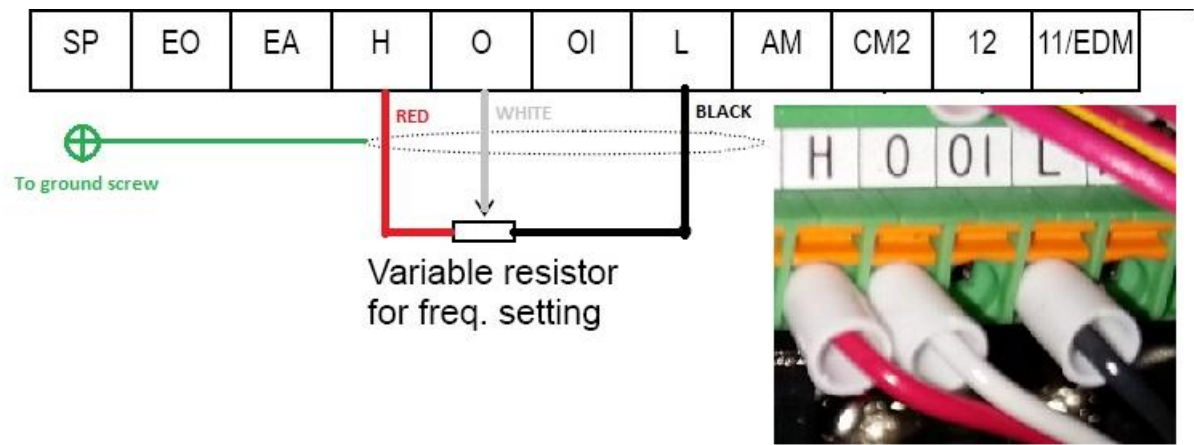 SP EO EA H O OI L AM CM2 12 11/EDM
RED WHITE BLACK
To ground screw
Variable resistor
for freq. setting
H O OI L